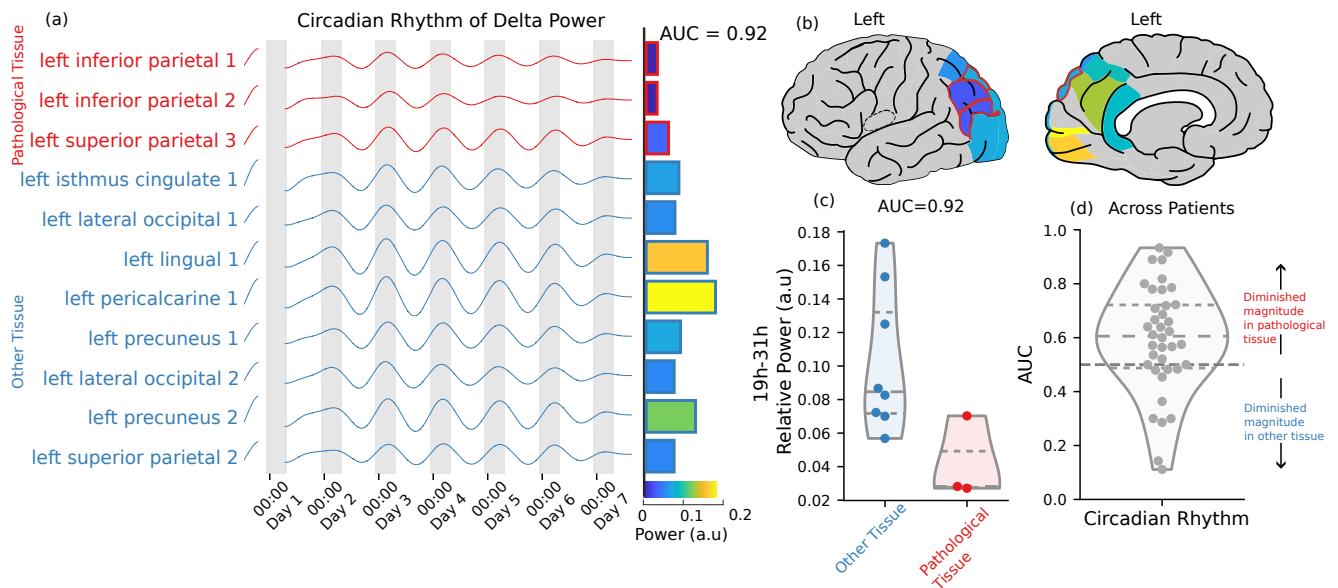 (a)
Circadian Rhythm of Delta Power
AUC = 0.92
Pathological Tissue
left inferior parietal 1
left inferior parietal 2
left superior parietal 3
Other Tissue
left isthmus cingulate 1
left lateral occipital 1
left lingual 1
left pericalcarine 1
left precuneus 1
left lateral occipital 2
left precuneus 2
left superior parietal 2
00:00
Day 1
00:00
Day 2
00:00
Day 3
00:00
Day 4
00:00
Day 5
00:00
Day 6
00:00
Day 7
0 0.1 0.2
Power (a.u)
(b)
Left
Left
(c)
AUC=0.92
19h-31h
Relative Power (a.u)
0.18
0.16
0.14
0.12
0.10
0.08
0.06
0.04
0.02
Other Tissue
Pathological
Tissue
(d)
Across Patients
AUC
1.0
0.8
0.6
0.4
0.2
0.0
Circadian Rhythm
Diminished
magnitude
in pathological
tissue
Diminished
magnitude
in other tissue